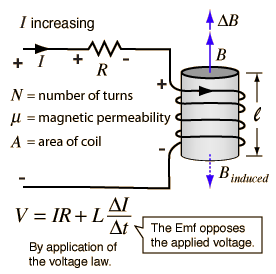 I increasing
ΔB
B
+ I + R -
+
N = number of turns
μ = magnetic permeability
A = area of coil
ℓ
-
-
B induced
V = IR + L ΔI/Δt
The Emf opposes
the applied voltage.
By application of
the voltage law.